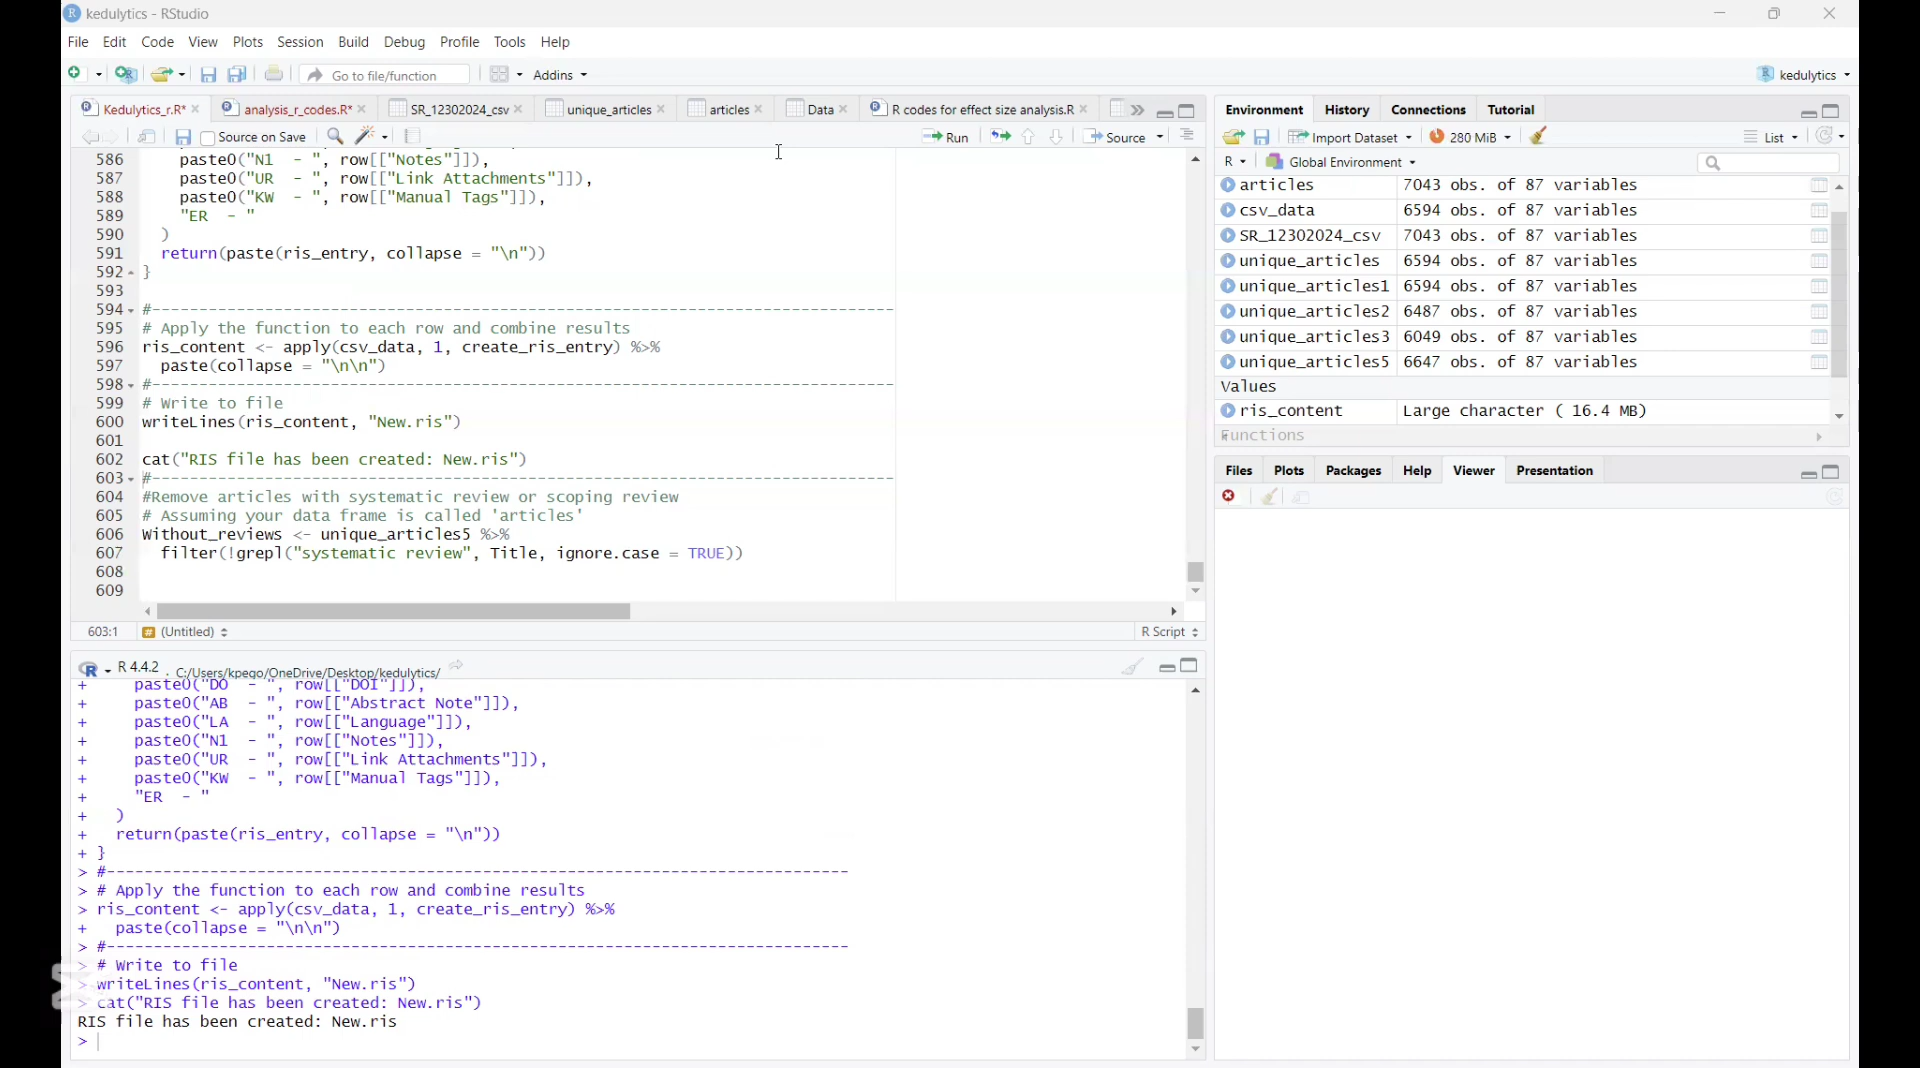 kedulytics - RStudio
File Edit Code View Plots Session Build Debug Profile Tools Help
Go to file/function Addins kedulytics
Kedulytics_r.R* analysis_r_codes.R* SR_12302024_csv unique_articles articles Data R codes for effect size analysis.R
Source on Save Run Source
586 paste0("N1  - ", row[["Notes"]]),
587 paste0("UR  - ", row[["Link Attachments"]]),
588 paste0("KW  - ", row[["Manual Tags"]]),
589 "ER  - "
590 )
591 return(paste(ris_entry, collapse = "\n"))
592 }
593
594 #--------------------------------------------------------------------------------
595 # Apply the function to each row and combine results
596 ris_content <- apply(csv_data, 1, create_ris_entry) %>%
597 paste(collapse = "\n\n")
598 #--------------------------------------------------------------------------------
599 # Write to file
600 writeLines(ris_content, "New.ris")
601
602 cat("RIS file has been created: New.ris")
603 #--------------------------------------------------------------------------------
604 #Remove articles with systematic review or scoping review
605 # Assuming your data frame is called 'articles'
606 Without_reviews <- unique_articles5 %>%
607 filter(!grepl("systematic review", Title, ignore.case = TRUE))
608
609
603:1 (Untitled) R Script
R 4.4.2 . C:/Users/kpego/OneDrive/Desktop/kedulytics/
+ paste0("DO  - ", row[["DOI"]]),
+ paste0("AB  - ", row[["Abstract Note"]]),
+ paste0("LA  - ", row[["Language"]]),
+ paste0("N1  - ", row[["Notes"]]),
+ paste0("UR  - ", row[["Link Attachments"]]),
+ paste0("KW  - ", row[["Manual Tags"]]),
+ "ER  - "
+ )
+ return(paste(ris_entry, collapse = "\n"))
+ }
> #--------------------------------------------------------------------------------
> # Apply the function to each row and combine results
> ris_content <- apply(csv_data, 1, create_ris_entry) %>%
+ paste(collapse = "\n\n")
> #--------------------------------------------------------------------------------
> # Write to file
> writeLines(ris_content, "New.ris")
> cat("RIS file has been created: New.ris")
RIS file has been created: New.ris
>
Environment History Connections Tutorial
Import Dataset 280 MiB List
R Global Environment
articles 7043 obs. of 87 variables
csv_data 6594 obs. of 87 variables
SR_12302024_csv 7043 obs. of 87 variables
unique_articles 6594 obs. of 87 variables
unique_articles1 6594 obs. of 87 variables
unique_articles2 6487 obs. of 87 variables
unique_articles3 6049 obs. of 87 variables
unique_articles5 6647 obs. of 87 variables
Values
ris_content Large character ( 16.4 MB)
Functions
Files Plots Packages Help Viewer Presentation